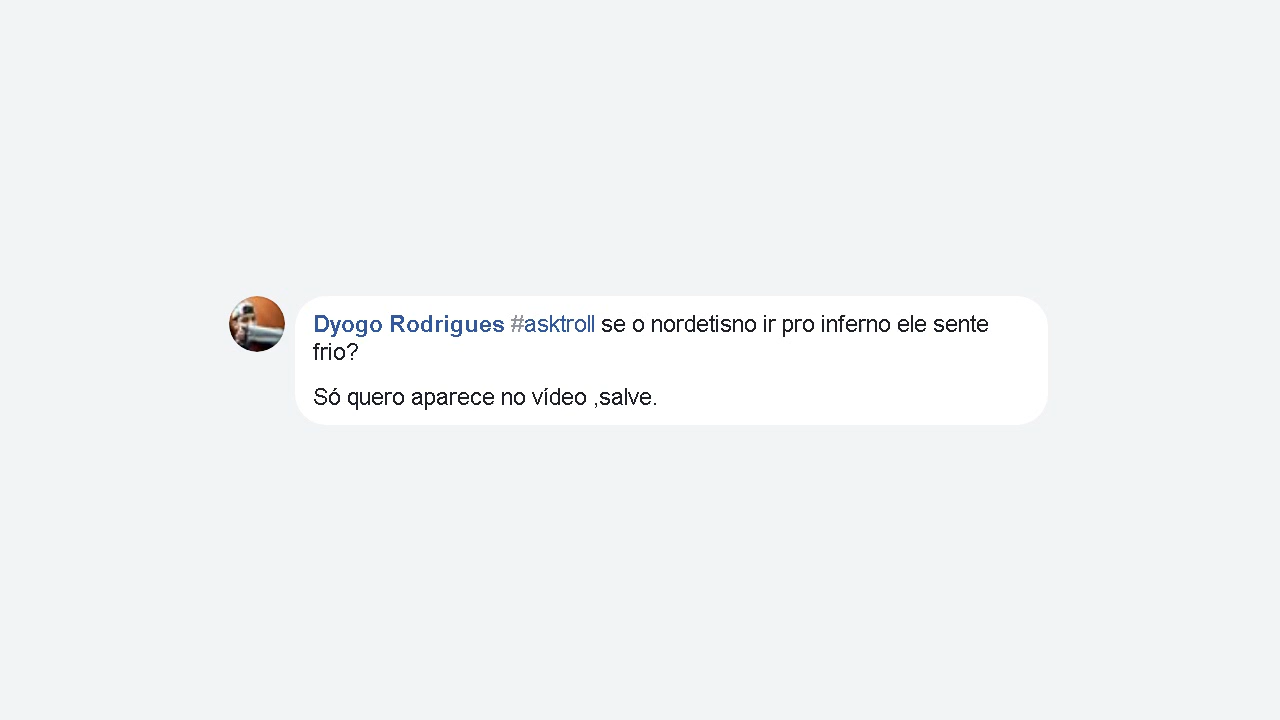 Dyogo Rodrigues #asktroll se o nordetisno ir pro inferno ele sente
frio?
Só quero aparece no vídeo ,salve.